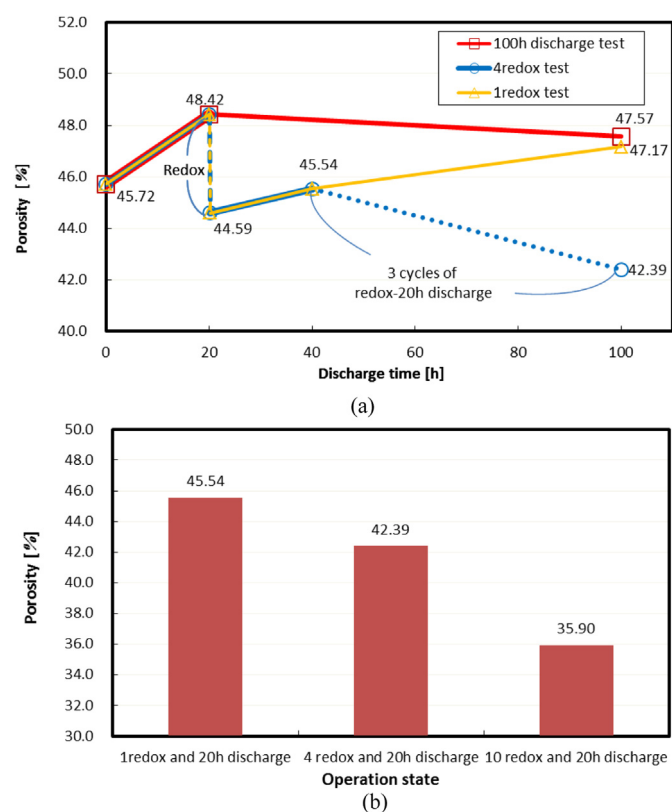 52.0
50.0
48.0
46.0
44.0
42.0
40.0
Porosity [%]
100h discharge test
4redox test
1redox test
48.42
47.57
47.17
Redox
45.72
45.54
44.59
3 cycles of
redox-20h discharge
42.39
0
20
40
60
80
100
Discharge time [h]
(a)
50.0
48.0
46.0
44.0
42.0
40.0
38.0
36.0
34.0
32.0
30.0
Porosity [%]
45.54
42.39
35.90
1redox and 20h discharge
4 redox and 20h discharge
10 redox and 20h discharge
Operation state
(b)